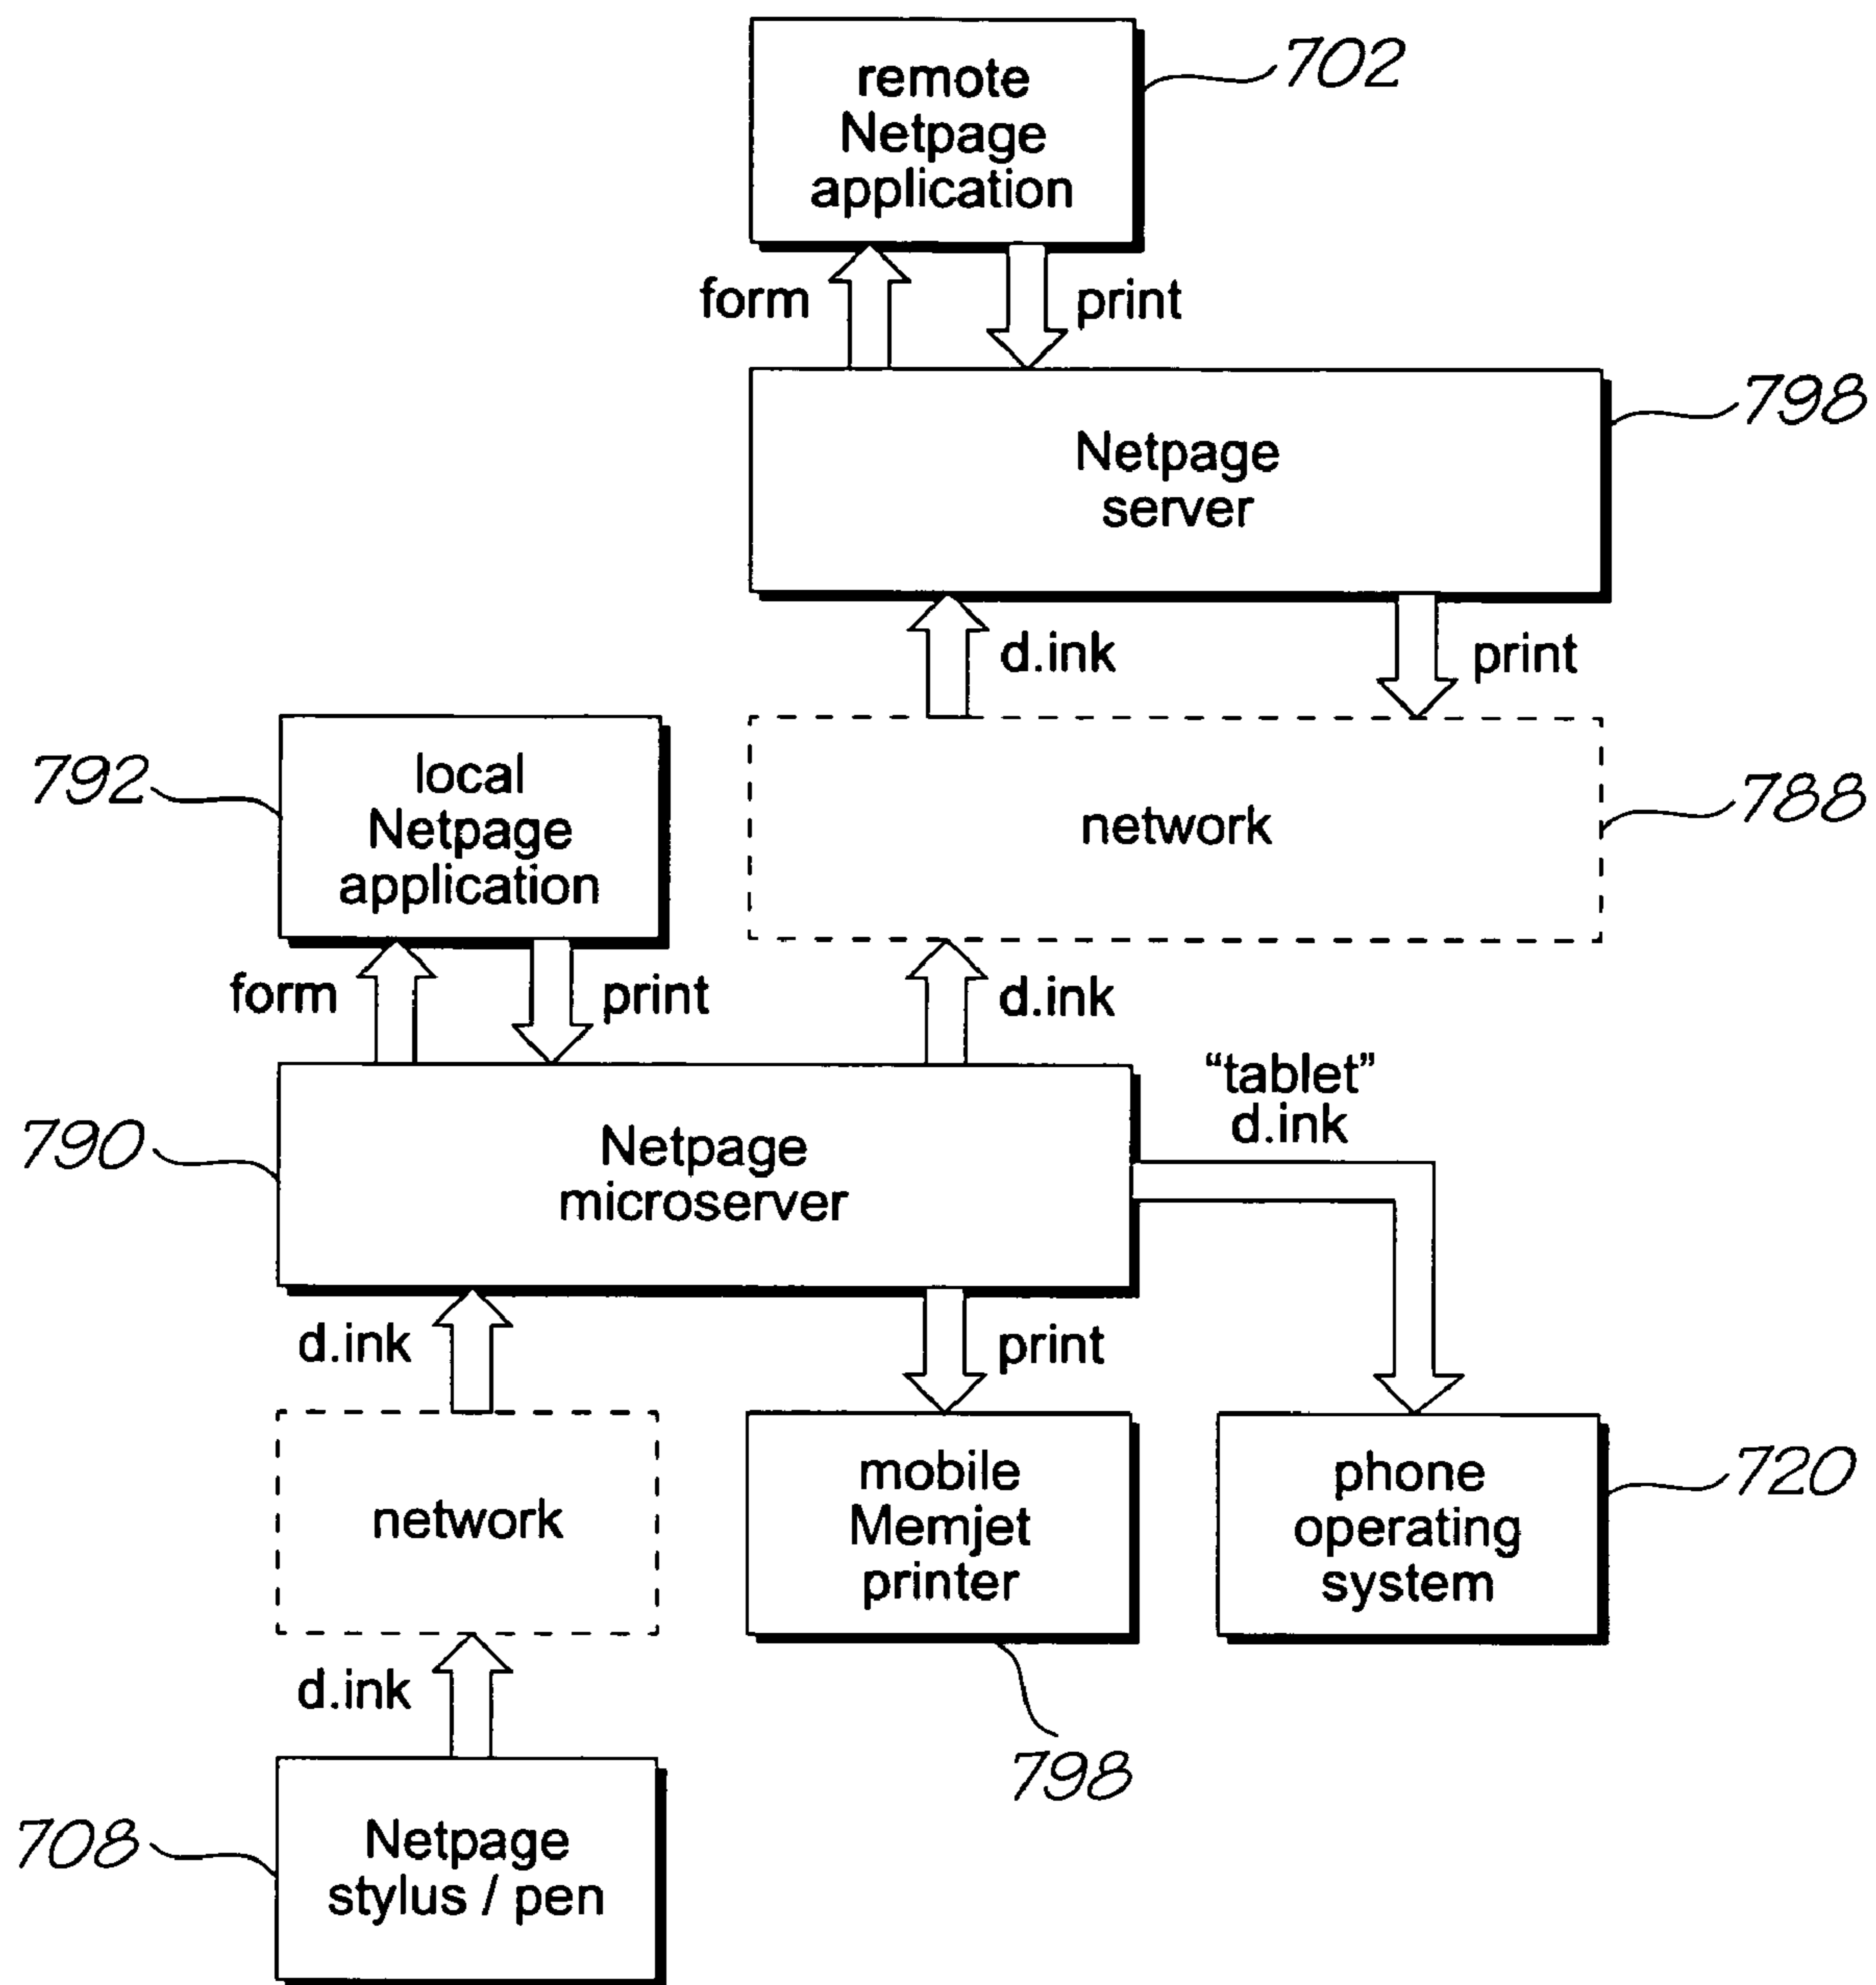 remote
Netpage
application
702
form
print
Netpage
server
798
d.ink
print
local
Netpage
application
792
network
788
form
print
d.ink
"tablet"
d.ink
Netpage
microserver
790
d.ink
print
network
mobile
Memjet
printer
phone
operating
system
720
d.ink
798
Netpage
stylus / pen
708